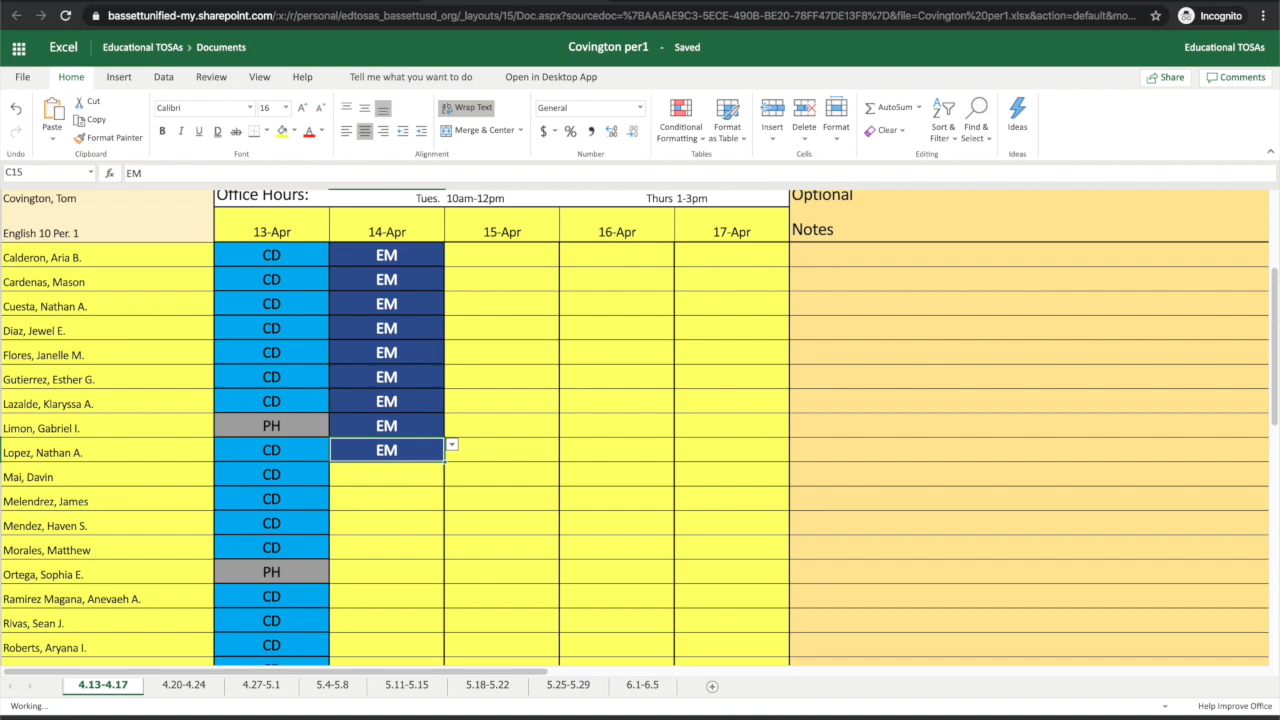 bassettunified-my.sharepoint.com/:x:/r/personal/edtosas_bassettusd_org/_layouts/15/Doc.aspx?sourcedoc=%7BAA5AE9C3-5ECE-490B-BE20-78FF47DE13F8%7D&file=Covington%20per1.xlsx&action=default&mo... Incognito
Excel Educational TOSAs > Documents Covington per1 - Saved Educational TOSAs
File Home Insert Data Review View Help Tell me what you want to do Open in Desktop App Share Comments
Paste Cut Copy Format Painter
Calibri 16
B I U D ab A
Wrap Text
Merge & Center
General
$ % 9
Conditional Formatting
Format as Table
Insert Delete Format
AutoSum
Clear
Sort & Filter
Find & Select
Ideas
Undo Clipboard Font Alignment Number Tables Cells Editing Ideas
C15 fx EM
Covington, Tom Office Hours: Tues. 10am-12pm Thurs 1-3pm Optional
English 10 Per. 1 13-Apr 14-Apr 15-Apr 16-Apr 17-Apr Notes
Calderon, Aria B. CD EM
Cardenas, Mason CD EM
Cuesta, Nathan A. CD EM
Diaz, Jewel E. CD EM
Flores, Janelle M. CD EM
Gutierrez, Esther G. CD EM
Lazalde, Klaryssa A. CD EM
Limon, Gabriel I. PH EM
Lopez, Nathan A. CD EM
Mai, Davin CD
Melendrez, James CD
Mendez, Haven S. CD
Morales, Matthew CD
Ortega, Sophia E. PH
Ramirez Magana, Anevaeh A. CD
Rivas, Sean J. CD
Roberts, Aryana I. CD
4.13-4.17 4.20-4.24 4.27-5.1 5.4-5.8 5.11-5.15 5.18-5.22 5.25-5.29 6.1-6.5
Working... Help Improve Office